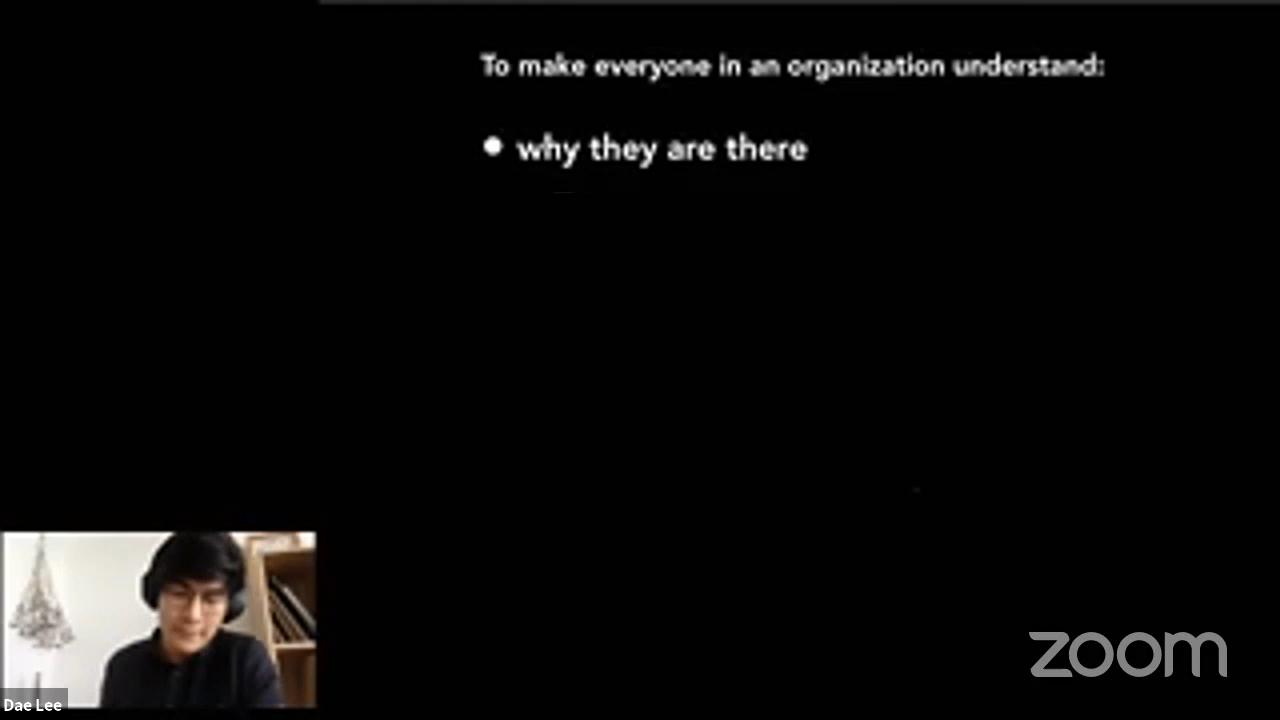 To make everyone in an organization understand:
• why they are there
Dae Lee
zoom